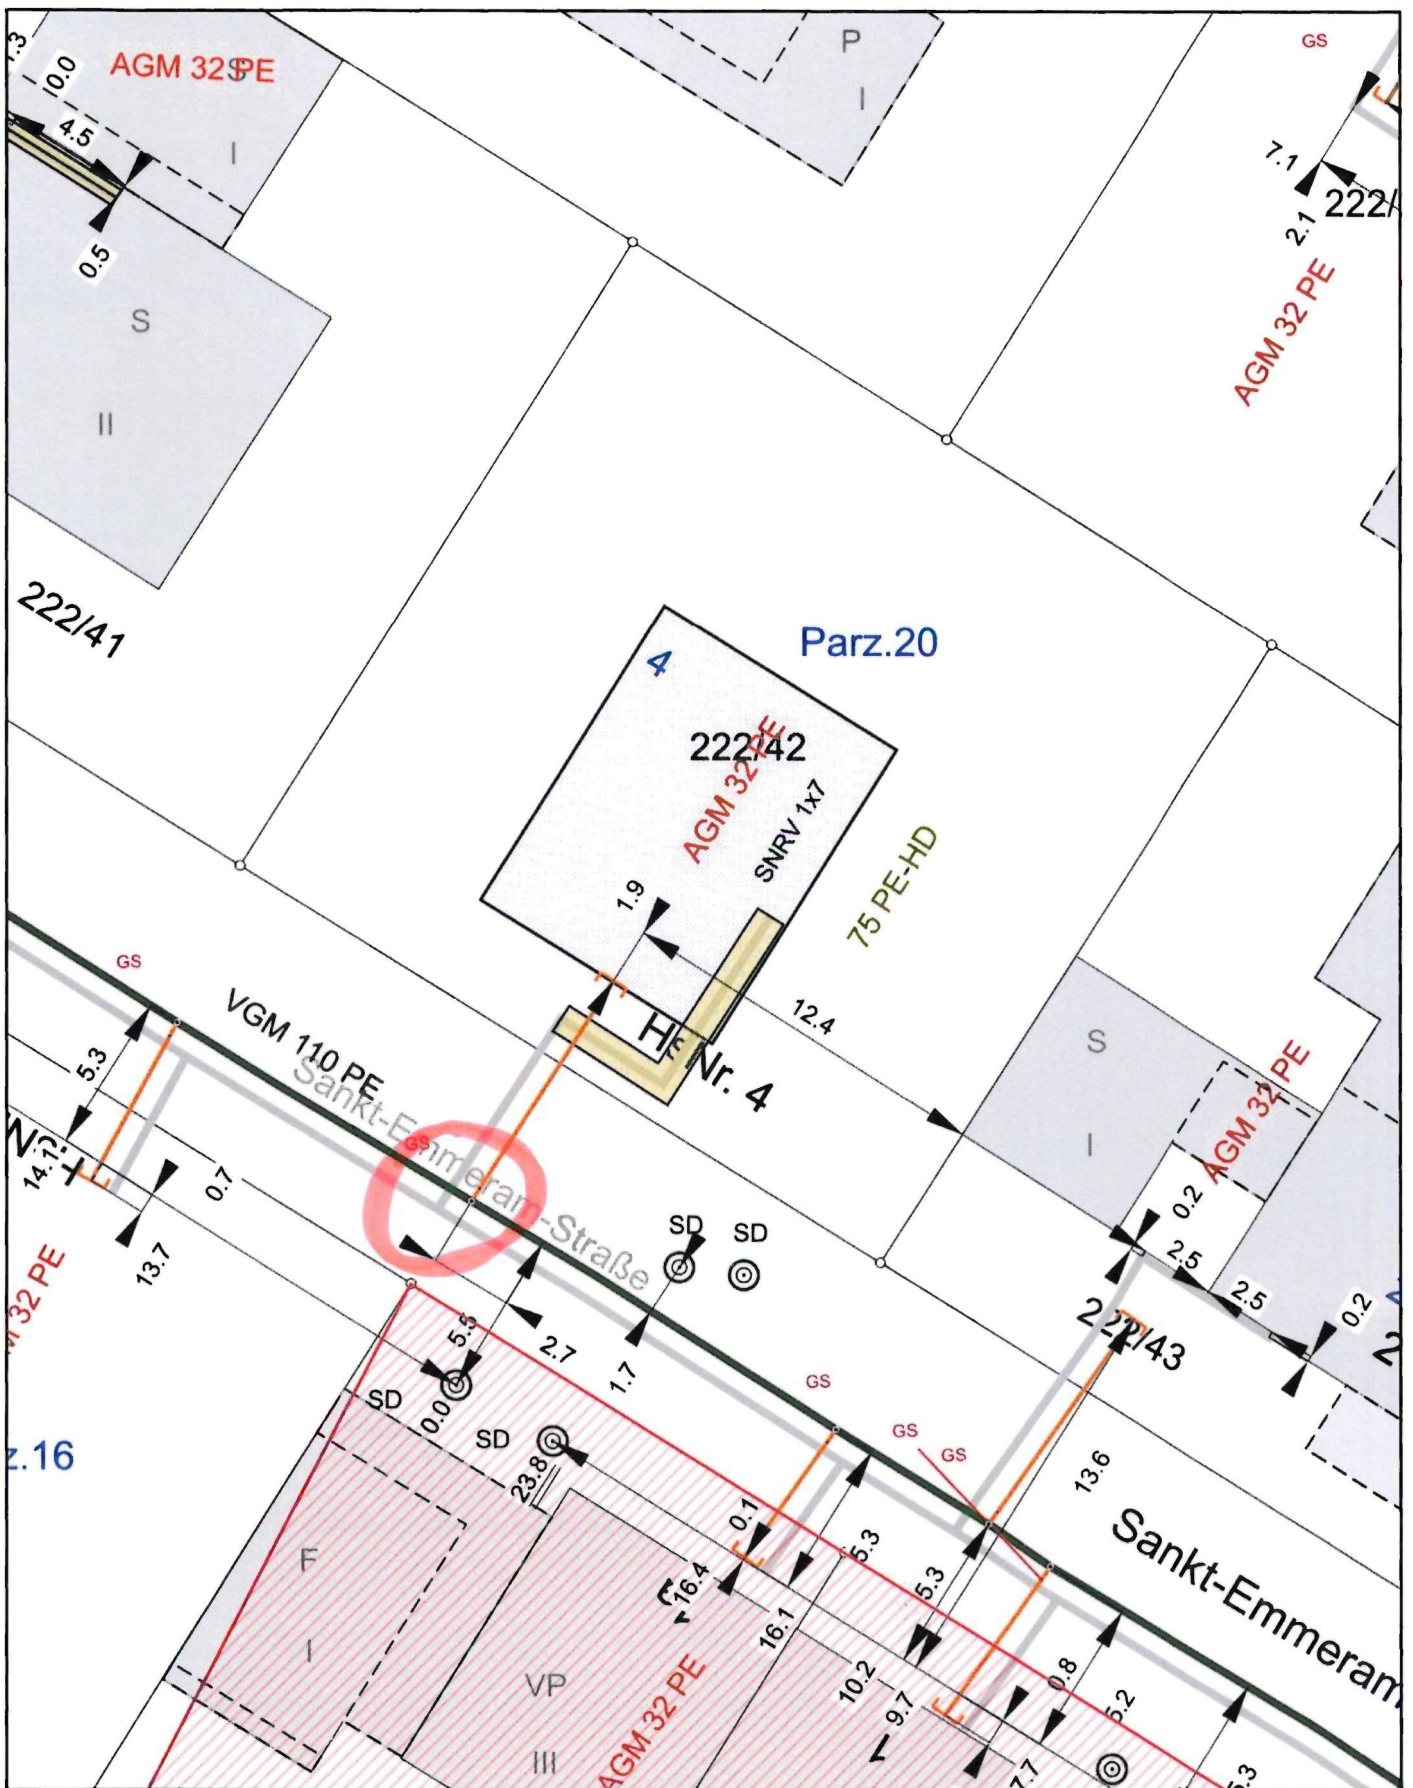 AGM 32 PE
S
I
10.0
4.5
0.5
S
II
P
I
GS
7.1
2.1
222/
AGM 32 PE
222/41
Parz.20
4
222/42
AGM 32 PE
SNRV 1x7
75 PE-HD
1.9
12.4
GS
VGM 110 PE
Sankt-Emmeram-Straße
GS
Nr. 4
5.3
0.7
13.7
SD
SD
S
I
AGM 32 PE
0.2
2.5
2.5
0.2
222/43
5.5
2.7
1.7
SD
0.0
SD
23.8
z.16
GS
GS
GS
13.6
Sankt-Emmeram
0.1
16.4
16.1
5.3
5.3
10.2
9.7
0.8
5.2
F
I
VP
III
AGM 32 PE
1
32 PE